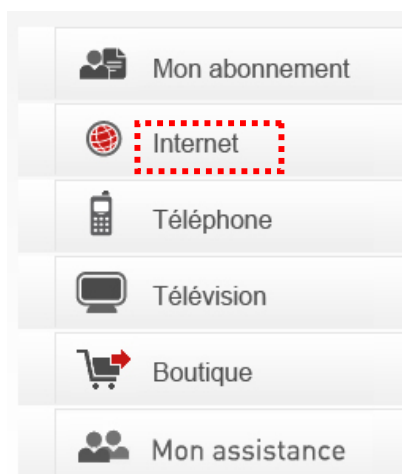 Mon abonnement
Internet
Téléphone
Télévision
Boutique
Mon assistance